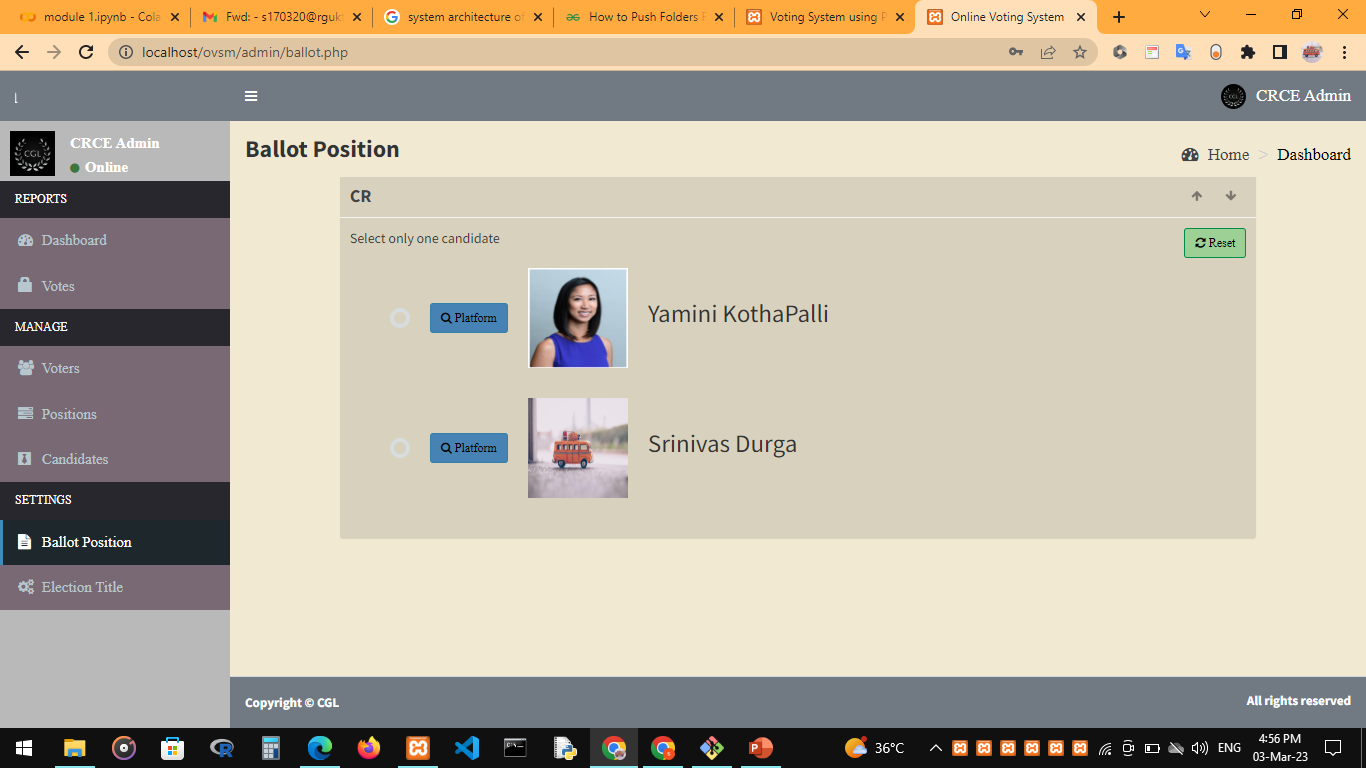 module 1.ipynb - Cola
Fwd: - s170320@rgukt
system architecture of
How to Push Folders F
Voting System using P
Online Voting System
localhost/ovsm/admin/ballot.php
CRCE Admin
CGL
CRCE Admin
Online
REPORTS
Dashboard
Votes
MANAGE
Voters
Positions
Candidates
SETTINGS
Ballot Position
Election Title
Ballot Position
Home > Dashboard
CR
Select only one candidate
Reset
Platform
Yamini KothaPalli
Platform
Srinivas Durga
Copyright © CGL
All rights reserved
36°C
ENG
4:56 PM
03-Mar-23